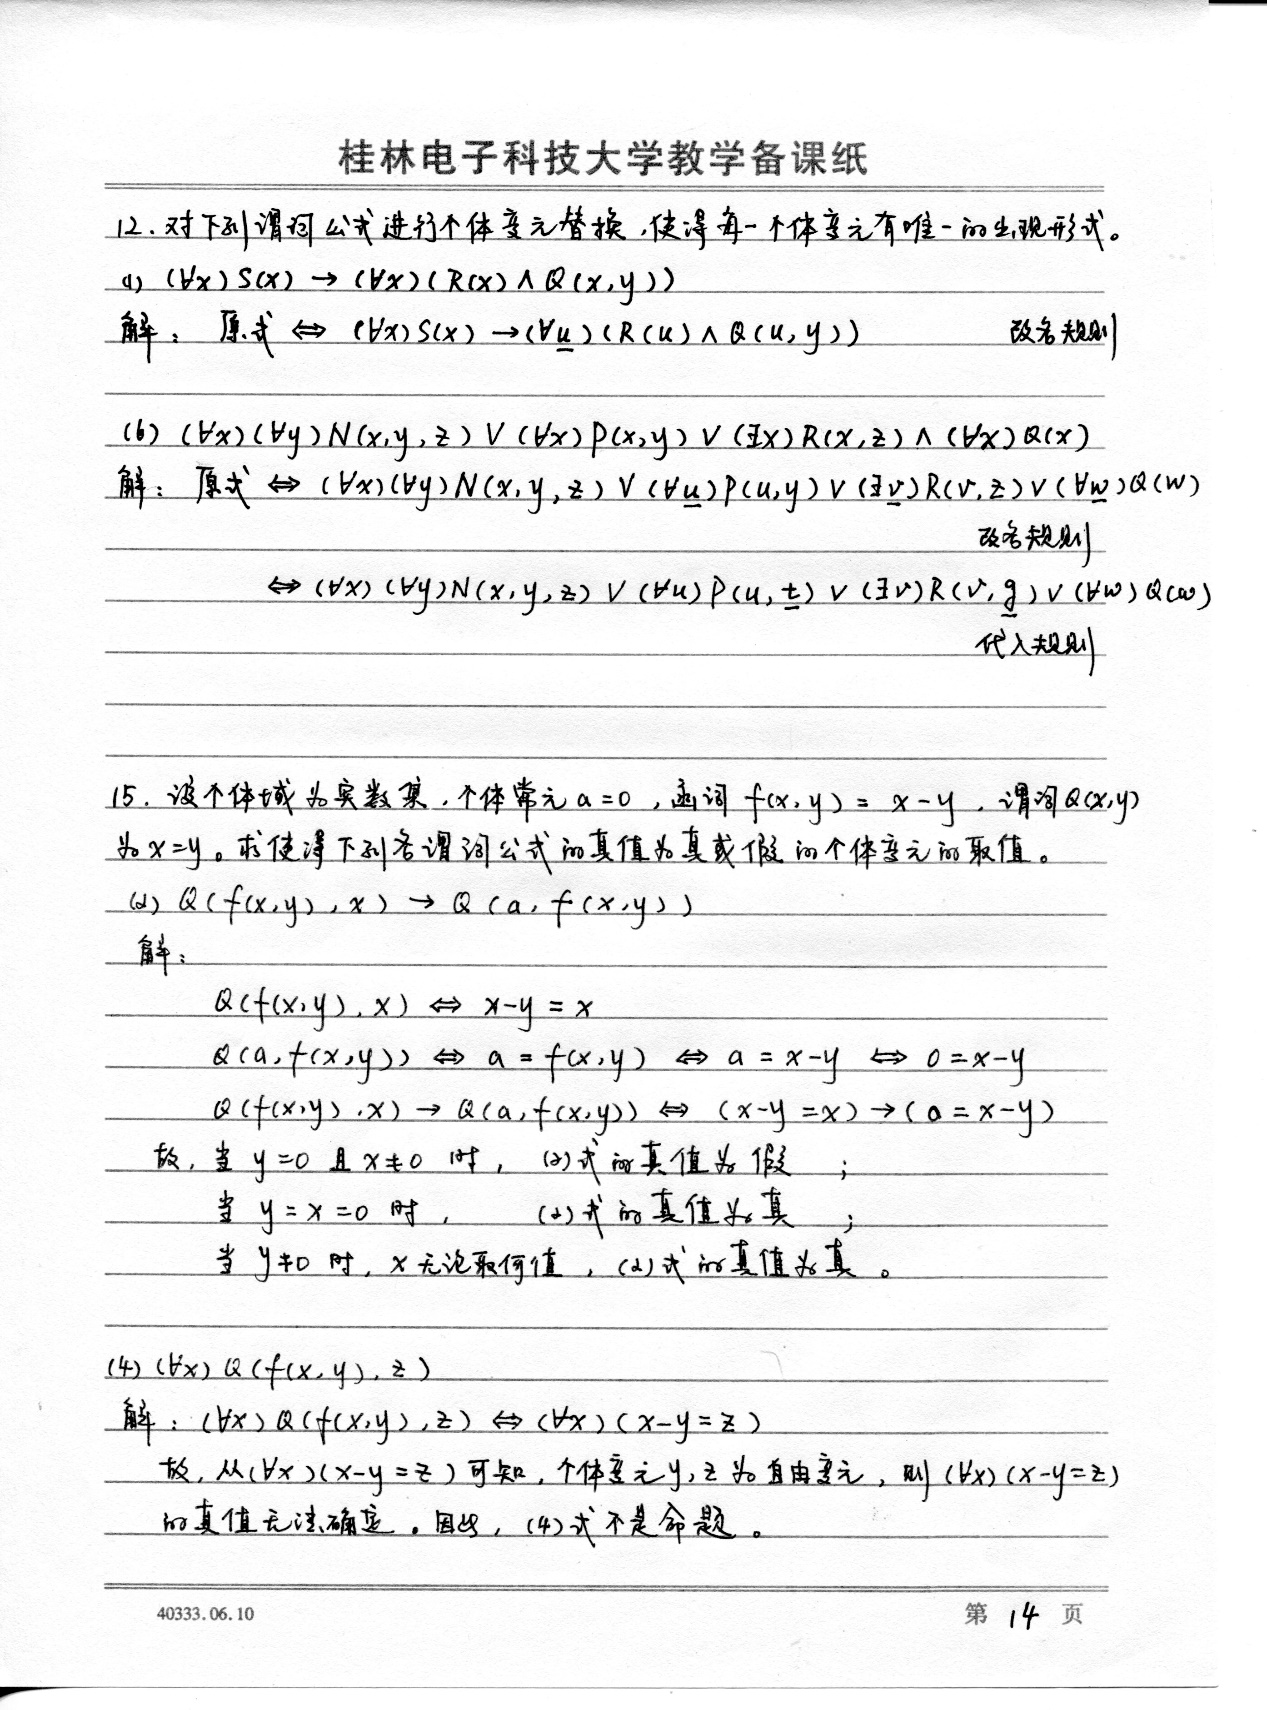 桂林电子科技大学教学备课纸
12.对下列谓词公式进行个体变元替换,使得每一个体变元有唯一的出现形式。
(1) (∀x)S(x) → (∀x)(R(x)∧Q(x,y))
解: 原式 ⇔ (∀x)S(x) →(∀u)(R(u)∧Q(u,y)) 改名规则
(6) (∀x)(∀y)N(x,y,z)∨(∀x)P(x,y)∨(∃x)R(x,z)∧(∀x)Q(x)
解: 原式 ⇔ (∀x)(∀y)N(x,y,z)∨(∀u)P(u,y)∨(∃v)R(v,z)∨(∀w)Q(w)
改名规则
⇔(∀x)(∀y)N(x,y,z)∨(∀u)P(u,t)∨(∃v)R(v,g)∨(∀w)Q(w)
代入规则
15. 设个体域为实数集,个体常元a=0,函词f(x,y)= x-y,谓词Q(x,y)
为x=y。求使得下列各谓词公式的真值为真或假的个体变元的取值。
(2) Q(f(x,y),x) → Q(a,f(x,y))
解:
Q(f(x,y),x) ⇔ x-y = x
Q(a,f(x,y)) ⇔ a = f(x,y) ⇔ a = x-y ⇔ 0=x-y
Q(f(x,y),x)→Q(a,f(x,y)) ⇔ (x-y=x)→(0=x-y)
故,当 y=0 且 x≠0 时, (2)式的真值为假 ;
当 y=x=0 时, (2)式的真值为真 ;
当 y≠0 时, x无论取何值, (2)式的真值为真 。
(4) (∀x) Q(f(x,y),z)
解: (∀x)Q(f(x,y),z) ⇔ (∀x)(x-y=z)
故,从(∀x)(x-y=z)可知,个体变元y,z为自由变元,则(∀x)(x-y=z)
的真值无法确定。因此,(4)式不是命题。
40333.06.10 第 14 页